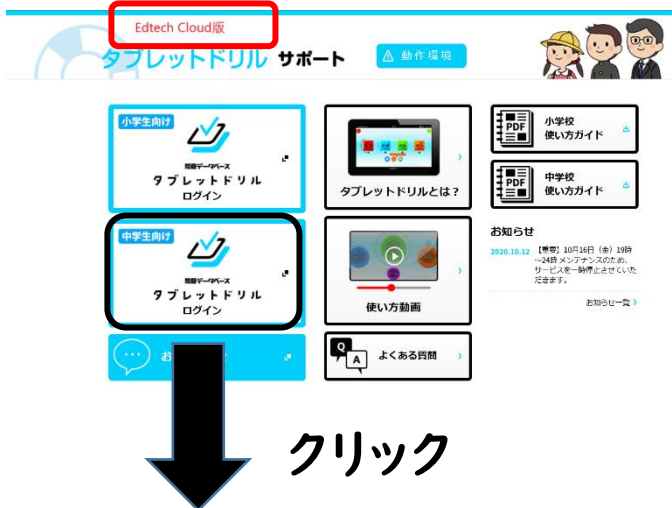 Edtech Cloud版
タブレットドリル サポート
動作環境
小学生向け
問題データベース
タブレットドリル
ログイン
タブレットドリルとは?
PDF
小学校
使い方ガイド
中学生向け
問題データベース
タブレットドリル
ログイン
使い方動画
PDF
中学校
使い方ガイド
お知らせ
2020.10.12 【重要】10月16日(金)19時
~24時 メンテナンスのため、
サービスを一時停止させていた
だきます。
お知らせ一覧
お
Q
A
よくある質問
クリック